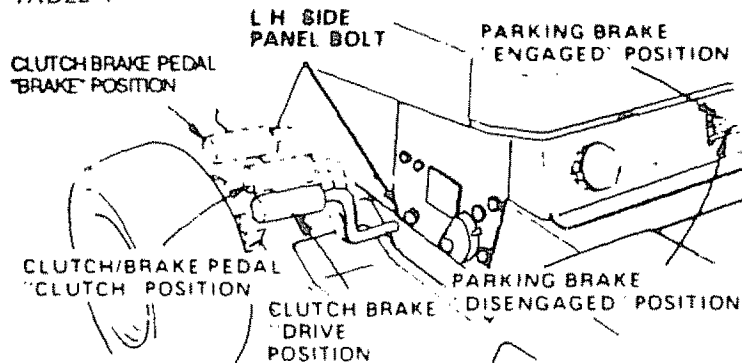 L H SIDE
PANEL BOLT
PARKING BRAKE
"ENGAGED" POSITION
CLUTCH BRAKE PEDAL
"BRAKE" POSITION
CLUTCH/BRAKE PEDAL
"CLUTCH" POSITION
CLUTCH BRAKE
"DRIVE
POSITION
PARKING BRAKE
"DISENGAGED" POSITION